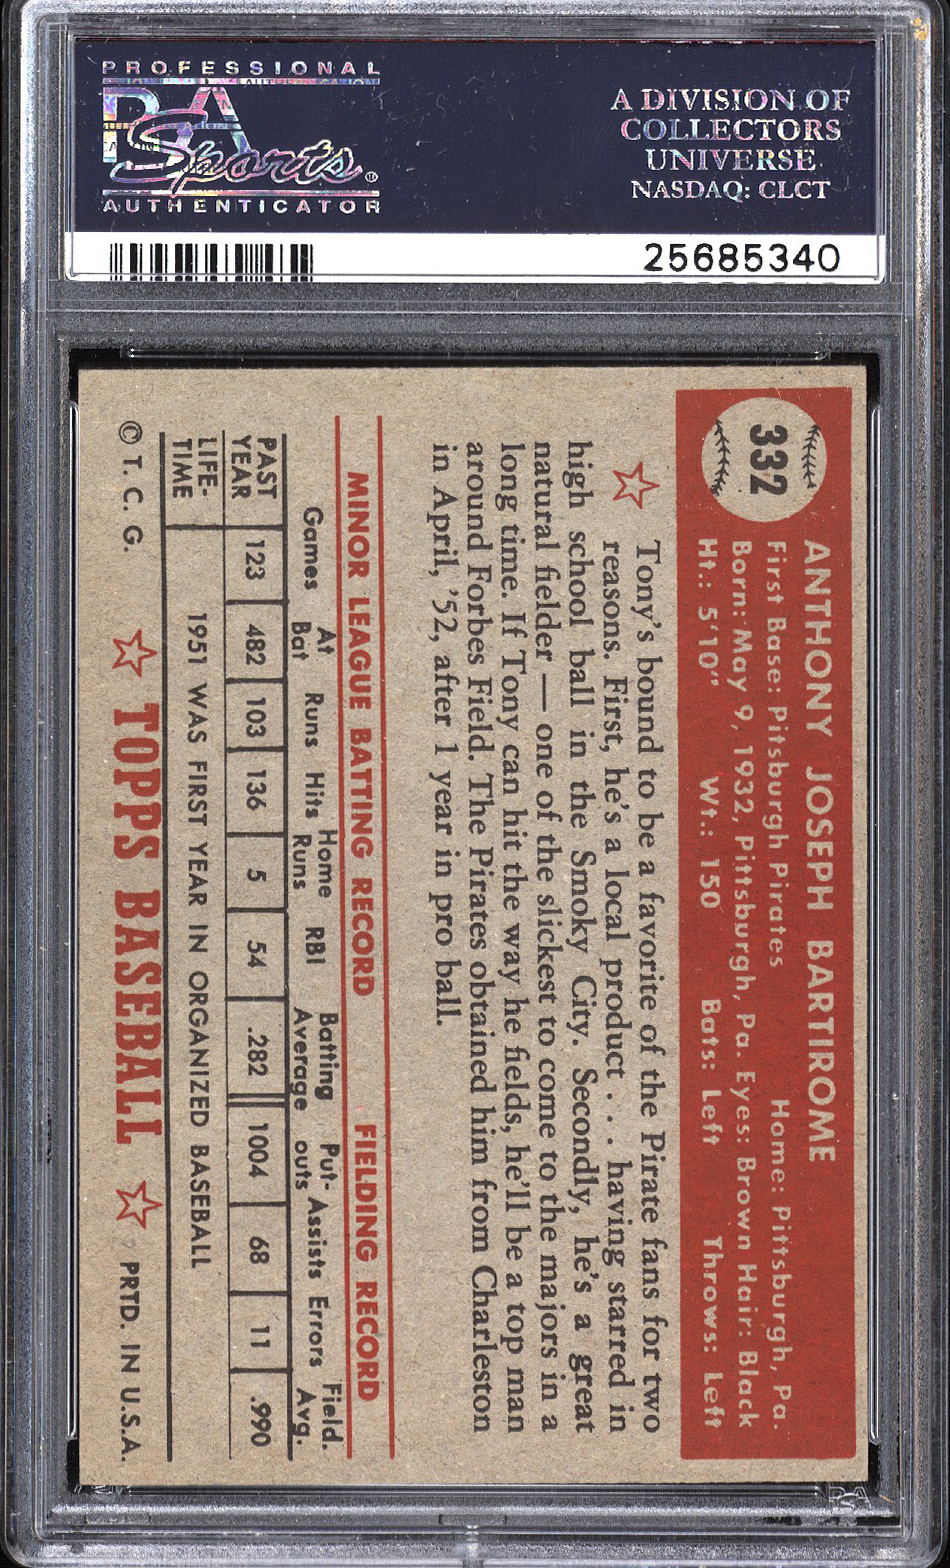 PROFESSIONAL
PSA
Sports®
AUTHENTICATOR
A DIVISION OF
COLLECTORS
UNIVERSE
NASDAQ: CLCT
25685340
332
ANTHONY JOSEPH BARTIROME
First Base: Pittsburgh Pirates Home: Pittsburgh, Pa.
Born: May 9, 1932, Pittsburgh, Pa. Eyes: Brown Hair: Black
Ht.: 5'10" Wt.: 150 Bats: Left Throws: Left
Tony's bound to be a favorite of the Pirate fans for two
reasons. First, he's a local product . . . having starred in
high school ball in the Smoky City. Secondly, he's a great
natural fielder — one of the slickest to come to the majors in a
long time. If Tony can hit the way he fields, he'll be a top man
around Forbes Field. The Pirates obtained him from Charleston
in April, '52, after 1 year in pro ball.
MINOR LEAGUE BATTING RECORD FIELDING RECORD
Games At Bat Runs Hits Home Runs RBI Batting Average Put-outs Assists Errors Field. Avg.
PAST YEAR 123 482 103 136 5 54 .282 1004 68 11 .990
LIFE-TIME 1951 WAS FIRST YEAR IN ORGANIZED BASEBALL
© T. C. G. TOPPS BASEBALL PRTD. IN U.S.A.